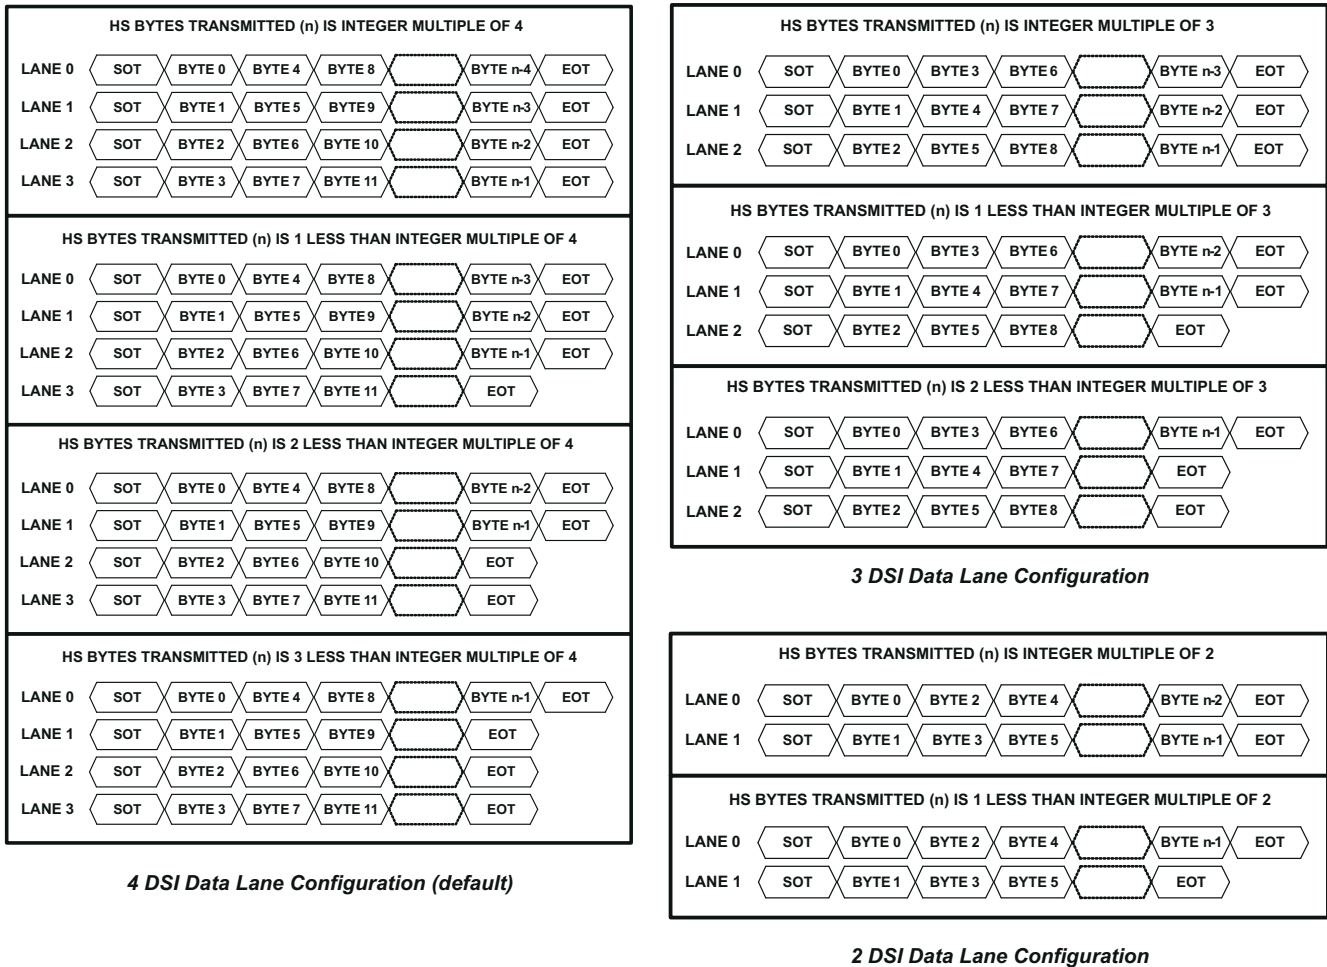 HS BYTES TRANSMITTED (n) IS INTEGER MULTIPLE OF 4
LANE 0 SOT BYTE 0 BYTE 4 BYTE 8 BYTE n-4 EOT
LANE 1 SOT BYTE 1 BYTE 5 BYTE 9 BYTE n-3 EOT
LANE 2 SOT BYTE 2 BYTE 6 BYTE 10 BYTE n-2 EOT
LANE 3 SOT BYTE 3 BYTE 7 BYTE 11 BYTE n-1 EOT
HS BYTES TRANSMITTED (n) IS 1 LESS THAN INTEGER MULTIPLE OF 4
LANE 0 SOT BYTE 0 BYTE 4 BYTE 8 BYTE n-3 EOT
LANE 1 SOT BYTE 1 BYTE 5 BYTE 9 BYTE n-2 EOT
LANE 2 SOT BYTE 2 BYTE 6 BYTE 10 BYTE n-1 EOT
LANE 3 SOT BYTE 3 BYTE 7 BYTE 11 EOT
HS BYTES TRANSMITTED (n) IS 2 LESS THAN INTEGER MULTIPLE OF 4
LANE 0 SOT BYTE 0 BYTE 4 BYTE 8 BYTE n-2 EOT
LANE 1 SOT BYTE 1 BYTE 5 BYTE 9 BYTE n-1 EOT
LANE 2 SOT BYTE 2 BYTE 6 BYTE 10 EOT
LANE 3 SOT BYTE 3 BYTE 7 BYTE 11 EOT
HS BYTES TRANSMITTED (n) IS 3 LESS THAN INTEGER MULTIPLE OF 4
LANE 0 SOT BYTE 0 BYTE 4 BYTE 8 BYTE n-1 EOT
LANE 1 SOT BYTE 1 BYTE 5 BYTE 9 EOT
LANE 2 SOT BYTE 2 BYTE 6 BYTE 10 EOT
LANE 3 SOT BYTE 3 BYTE 7 BYTE 11 EOT
4 DSI Data Lane Configuration (default)
HS BYTES TRANSMITTED (n) IS INTEGER MULTIPLE OF 3
LANE 0 SOT BYTE 0 BYTE 3 BYTE 6 BYTE n-3 EOT
LANE 1 SOT BYTE 1 BYTE 4 BYTE 7 BYTE n-2 EOT
LANE 2 SOT BYTE 2 BYTE 5 BYTE 8 BYTE n-1 EOT
HS BYTES TRANSMITTED (n) IS 1 LESS THAN INTEGER MULTIPLE OF 3
LANE 0 SOT BYTE 0 BYTE 3 BYTE 6 BYTE n-2 EOT
LANE 1 SOT BYTE 1 BYTE 4 BYTE 7 BYTE n-1 EOT
LANE 2 SOT BYTE 2 BYTE 5 BYTE 8 EOT
HS BYTES TRANSMITTED (n) IS 2 LESS THAN INTEGER MULTIPLE OF 3
LANE 0 SOT BYTE 0 BYTE 3 BYTE 6 BYTE n-1 EOT
LANE 1 SOT BYTE 1 BYTE 4 BYTE 7 EOT
LANE 2 SOT BYTE 2 BYTE 5 BYTE 8 EOT
3 DSI Data Lane Configuration
HS BYTES TRANSMITTED (n) IS INTEGER MULTIPLE OF 2
LANE 0 SOT BYTE 0 BYTE 2 BYTE 4 BYTE n-2 EOT
LANE 1 SOT BYTE 1 BYTE 3 BYTE 5 BYTE n-1 EOT
HS BYTES TRANSMITTED (n) IS 1 LESS THAN INTEGER MULTIPLE OF 2
LANE 0 SOT BYTE 0 BYTE 2 BYTE 4 BYTE n-1 EOT
LANE 1 SOT BYTE 1 BYTE 3 BYTE 5 EOT
2 DSI Data Lane Configuration